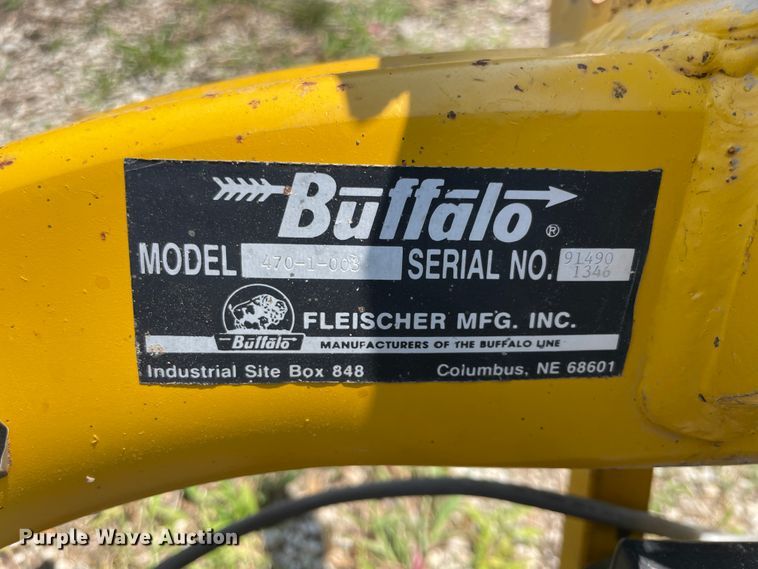 Buffalo ®
MODEL 470-1-003 SERIAL NO. 91490
1346
FLEISCHER MFG. INC.
Buffalo MANUFACTURERS OF THE BUFFALO LINE
Industrial Site Box 848 Columbus, NE 68601
Purple Wave Auction